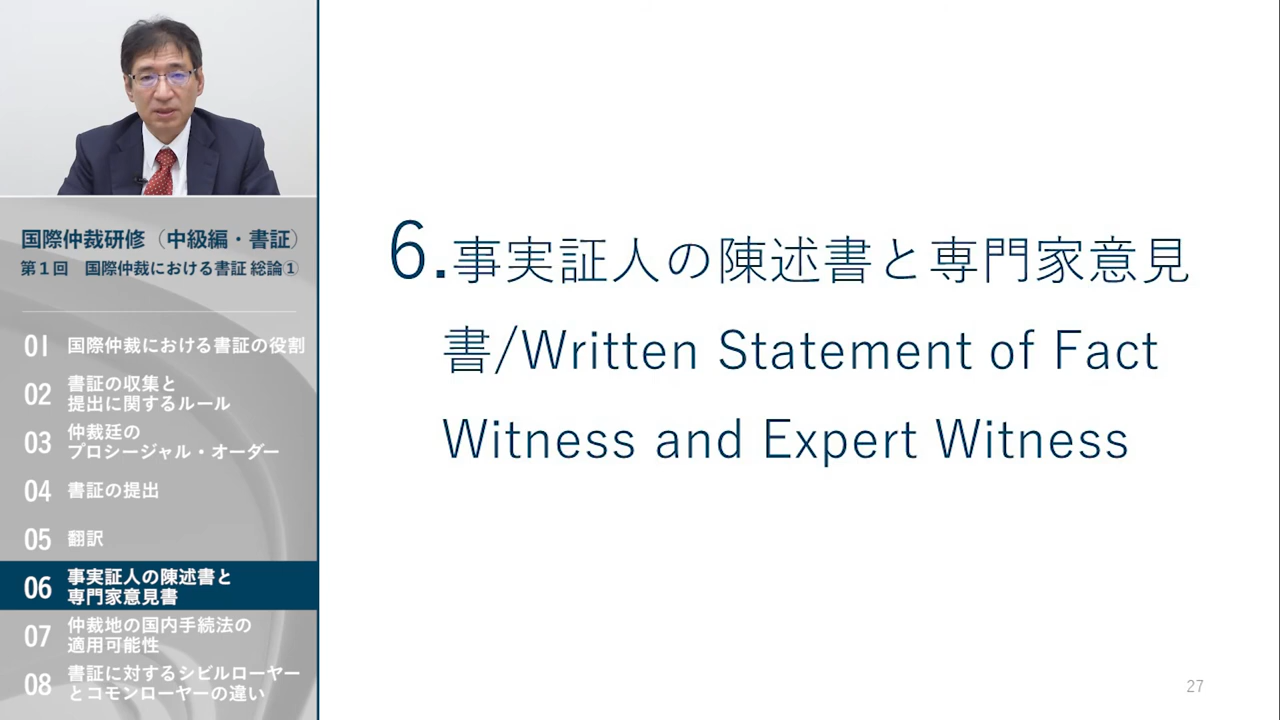 国際仲裁研修（中級編・書証）
第1回　国際仲裁における書証 総論①
01 国際仲裁における書証の役割
02 書証の収集と
提出に関するルール
03 仲裁廷の
プロシージャル・オーダー
04 書証の提出
05 翻訳
06 事実証人の陳述書と
専門家意見書
07 仲裁地の国内手続法の
適用可能性
08 書証に対するシビルローヤー
とコモンローヤーの違い
6.事実証人の陳述書と専門家意見
書/Written Statement of Fact
Witness and Expert Witness
27